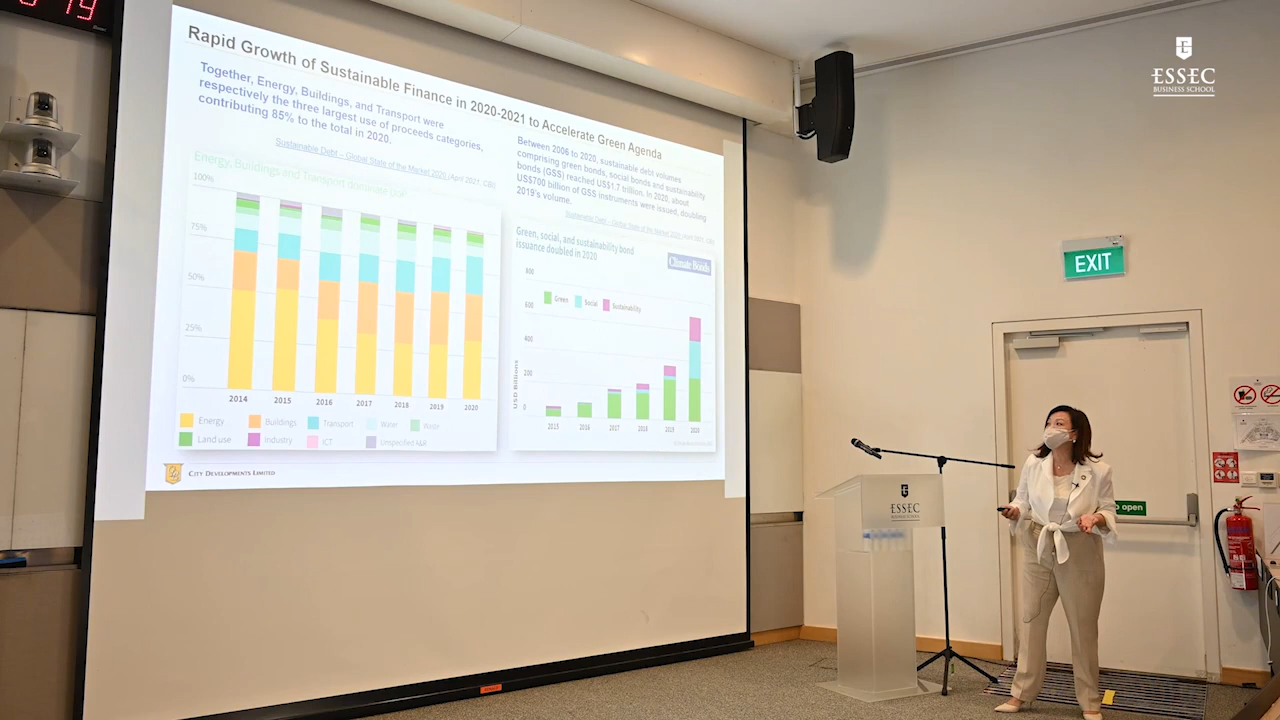 ESSEC
BUSINESS SCHOOL
Rapid Growth of Sustainable Finance in 2020-2021 to Accelerate Green Agenda
Together, Energy, Buildings, and Transport were
respectively the three largest use of proceeds categories,
contributing 85% to the total in 2020.
Sustainable Debt – Global State of the Market 2020 (April 2021, CBI)
Energy, Buildings and Transport dominate UoP
100%
75%
50%
25%
0%
2014 2015 2016 2017 2018 2019 2020
Energy Buildings Transport Water Waste
Land use Industry ICT Unspecified A&R
Between 2006 to 2020, sustainable debt volumes
comprising green bonds, social bonds and sustainability
bonds (GSS) reached US$1.7 trillion. In 2020, about
US$700 billion of GSS instruments were issued, doubling
2019's volume.
Sustainable Debt – Global State of the Market 2020 (April 2021, CBI)
Green, social, and sustainability bond
issuance doubled in 2020
Climate Bonds
800
600
400
200
0
USD Billions
Green Social Sustainability
2015 2016 2017 2018 2019 2020
CITY DEVELOPMENTS LIMITED
EXIT
ESSEC
BUSINESS SCHOOL
o open